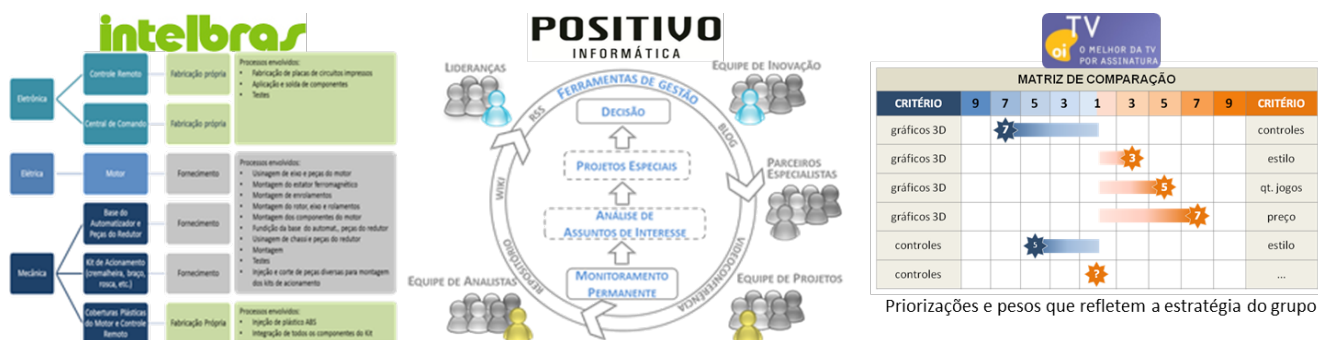 intelbras
Eletrônica
Controle Remoto
Fabricação própria
Central de Comando
Fabricação própria
Processos envolvidos:
• Fabricação de placas de circuitos impressos
• Aplicação e solda de componentes
• Testes
Elétrica
Motor
Fornecimento
Mecânica
Base do
Automatizador e
Peças do Redutor
Fornecimento
Kit de Acionamento
(cremalheira, braço,
rosca, etc.)
Fornecimento
Processos envolvidos:
• Usinagem de eixo e peças do motor
• Montagem do estator ferromagnético
• Montagem de enrolamentos
• Montagem do rotor, eixo e rolamentos
• Montagem dos componentes do motor
• Fundição da base do automat., peças do redutor
• Usinagem de chassi e peças do redutor
• Montagem
• Testes
• Injeção e corte de peças diversas para montagem
dos kits de acionamento
Coberturas Plásticas
do Motor e Controle
Remoto
Fabricação Própria
Processos envolvidos:
• Injeção de plástico ABS
• Integração de todos os componentes do Kit
POSITIVO
INFORMÁTICA
LIDERANÇAS
EQUIPE DE INOVAÇÃO
PARCEIROS
ESPECIALISTAS
EQUIPE DE ANALISTAS
EQUIPE DE PROJETOS
FERRAMENTAS DE GESTÃO
BLOG
VIDEOCONFERÊNCIA
REPOSITÓRIO
WIKI
RSS
DECISÃO
PROJETOS ESPECIAIS
ANÁLISE DE
ASSUNTOS DE INTERESSE
MONITORAMENTO
PERMANENTE
oi TV
O MELHOR DA TV
POR ASSINATURA
MATRIZ DE COMPARAÇÃO
CRITÉRIO 9 7 5 3 1 3 5 7 9 CRITÉRIO
gráficos 3D 7 controles
gráficos 3D 3 estilo
gráficos 3D 5 qt. jogos
gráficos 3D 7 preço
controles 5 estilo
controles ? ...
Priorizações e pesos que refletem a estratégia do grupo